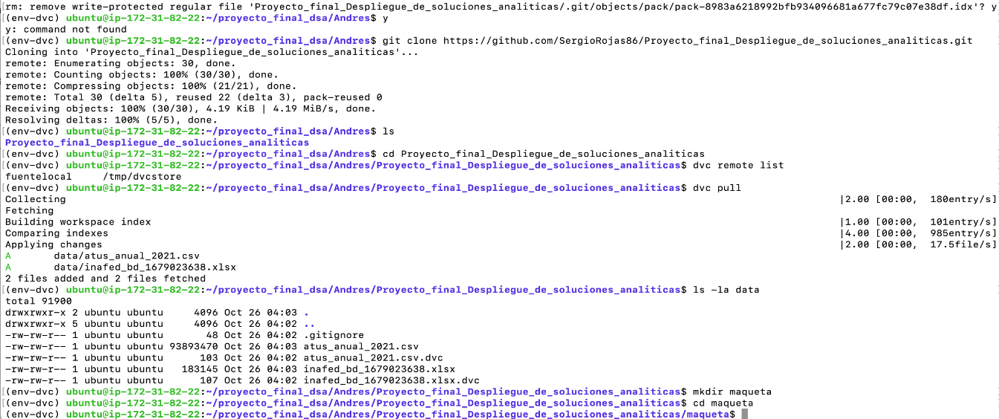 rm: remove write-protected regular file 'Proyecto_final_Despliegue_de_soluciones_analiticas/.git/objects/pack/pack-8983a6218992bfb934096681a677fc79c07e38df.idx'? y
[(env-dvc) ubuntu@ip-172-31-82-22:~/proyecto_final_dsa/Andres$ y
y: command not found
[(env-dvc) ubuntu@ip-172-31-82-22:~/proyecto_final_dsa/Andres$ git clone https://github.com/SergioRojas86/Proyecto_final_Despliegue_de_soluciones_analiticas.git
Cloning into 'Proyecto_final_Despliegue_de_soluciones_analiticas'...
remote: Enumerating objects: 30, done.
remote: Counting objects: 100% (30/30), done.
remote: Compressing objects: 100% (21/21), done.
remote: Total 30 (delta 5), reused 22 (delta 3), pack-reused 0
Receiving objects: 100% (30/30), 4.19 KiB | 4.19 MiB/s, done.
Resolving deltas: 100% (5/5), done.
[(env-dvc) ubuntu@ip-172-31-82-22:~/proyecto_final_dsa/Andres$ ls
Proyecto_final_Despliegue_de_soluciones_analiticas
[(env-dvc) ubuntu@ip-172-31-82-22:~/proyecto_final_dsa/Andres$ cd Proyecto_final_Despliegue_de_soluciones_analiticas
[(env-dvc) ubuntu@ip-172-31-82-22:~/proyecto_final_dsa/Andres/Proyecto_final_Despliegue_de_soluciones_analiticas$ dvc remote list
fuentelocal     /tmp/dvcstore
[(env-dvc) ubuntu@ip-172-31-82-22:~/proyecto_final_dsa/Andres/Proyecto_final_Despliegue_de_soluciones_analiticas$ dvc pull
Collecting |2.00 [00:00,  180entry/s]
Fetching
Building workspace index |1.00 [00:00,  101entry/s]
Comparing indexes |4.00 [00:00,  985entry/s]
Applying changes |2.00 [00:00,  17.5file/s]
A       data/atus_anual_2021.csv
A       data/inafed_bd_1679023638.xlsx
2 files added and 2 files fetched
[(env-dvc) ubuntu@ip-172-31-82-22:~/proyecto_final_dsa/Andres/Proyecto_final_Despliegue_de_soluciones_analiticas$ ls -la data
total 91900
drwxrwxr-x 2 ubuntu ubuntu     4096 Oct 26 04:03 .
drwxrwxr-x 5 ubuntu ubuntu     4096 Oct 26 04:02 ..
-rw-rw-r-- 1 ubuntu ubuntu       48 Oct 26 04:02 .gitignore
-rw-rw-r-- 1 ubuntu ubuntu 93893470 Oct 26 04:03 atus_anual_2021.csv
-rw-rw-r-- 1 ubuntu ubuntu      103 Oct 26 04:02 atus_anual_2021.csv.dvc
-rw-rw-r-- 1 ubuntu ubuntu   183145 Oct 26 04:03 inafed_bd_1679023638.xlsx
-rw-rw-r-- 1 ubuntu ubuntu      107 Oct 26 04:02 inafed_bd_1679023638.xlsx.dvc
[(env-dvc) ubuntu@ip-172-31-82-22:~/proyecto_final_dsa/Andres/Proyecto_final_Despliegue_de_soluciones_analiticas$ mkdir maqueta
[(env-dvc) ubuntu@ip-172-31-82-22:~/proyecto_final_dsa/Andres/Proyecto_final_Despliegue_de_soluciones_analiticas$ cd maqueta
(env-dvc) ubuntu@ip-172-31-82-22:~/proyecto_final_dsa/Andres/Proyecto_final_Despliegue_de_soluciones_analiticas/maqueta$